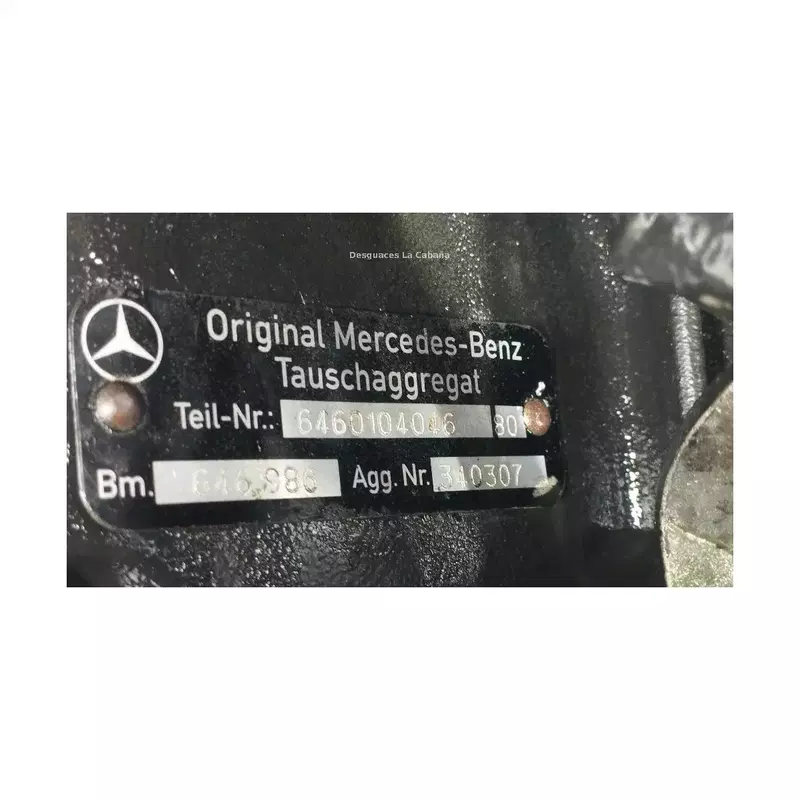 Desguaces La Cabaña
Original Mercedes-Benz
Tauschaggregat
Teil-Nr.: 6460104046 80
Bm. 646.986 Agg. Nr. 340307